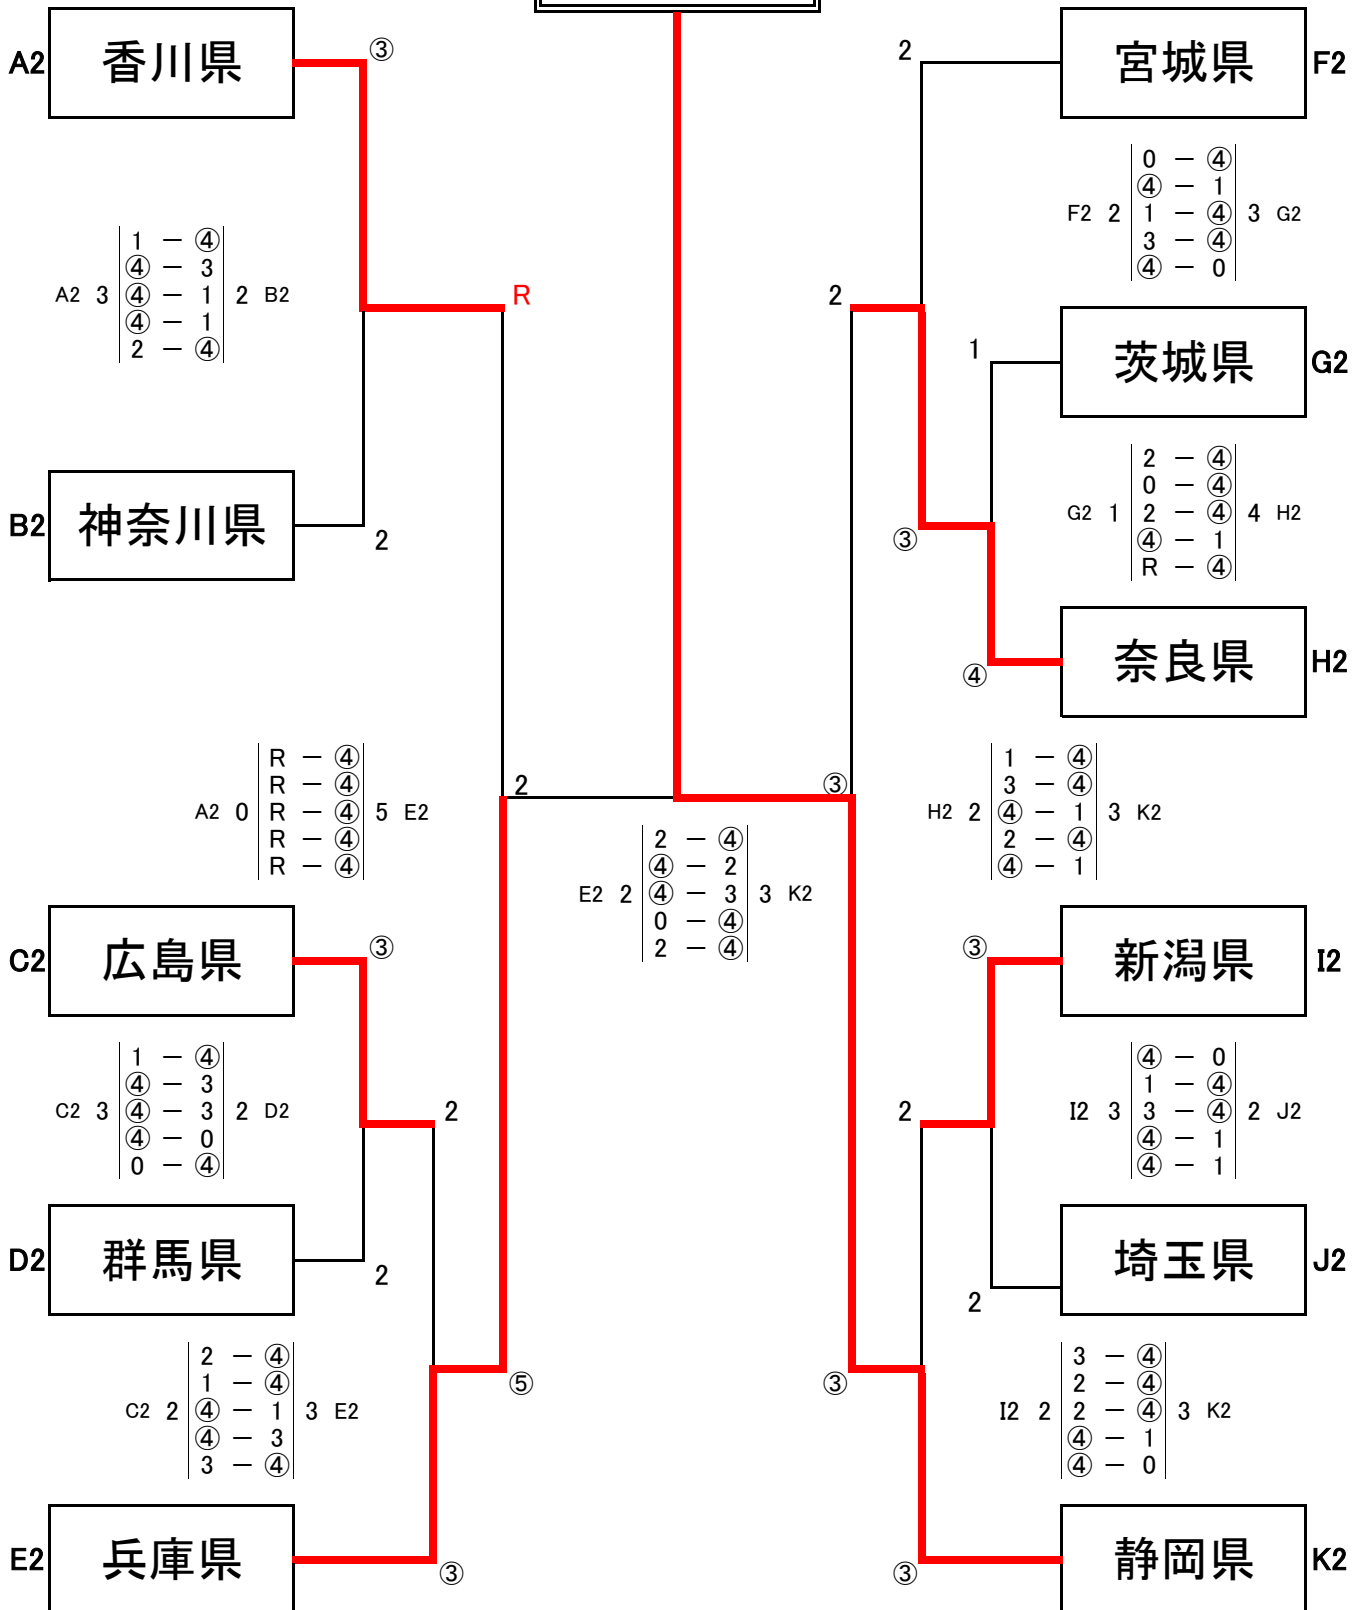 A2 香川県 ③
2 宮城県 F2
0 － ④
④ － 1
F2 2 1 － ④ 3 G2
3 － ④
④ － 0
1 － ④
④ － 3
A2 3 ④ － 1 2 B2
④ － 1
2 － ④
R
2
1 茨城県 G2
2 － ④
0 － ④
G2 1 2 － ④ 4 H2
④ － 1
R － ④
B2 神奈川県 2
③
④ 奈良県 H2
R － ④
R － ④
A2 0 R － ④ 5 E2
R － ④
R － ④
2
③
1 － ④
3 － ④
H2 2 ④ － 1 3 K2
2 － ④
④ － 1
2 － ④
④ － 2
E2 2 ④ － 3 3 K2
0 － ④
2 － ④
C2 広島県 ③
③ 新潟県 I2
1 － ④
④ － 3
C2 3 ④ － 3 2 D2
④ － 0
0 － ④
2
2
④ － 0
1 － ④
I2 3 3 － ④ 2 J2
④ － 1
④ － 1
D2 群馬県 2
2 埼玉県 J2
2 － ④
1 － ④
C2 2 ④ － 1 3 E2
④ － 3
3 － ④
⑤
③
3 － ④
2 － ④
I2 2 2 － ④ 3 K2
④ － 1
④ － 0
E2 兵庫県 ③
③ 静岡県 K2